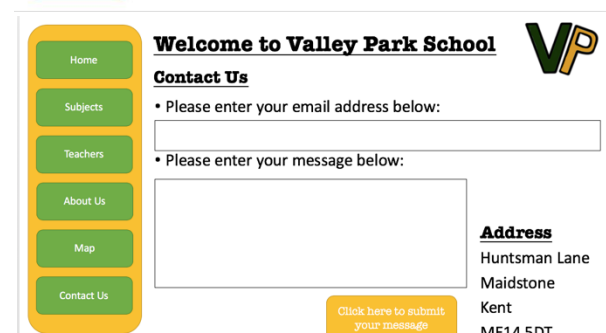 Home
Subjects
Teachers
About Us
Map
Contact Us
Welcome to Valley Park School
VP
Contact Us
• Please enter your email address below:
• Please enter your message below:
Click here to submit
your message
Address
Huntsman Lane
Maidstone
Kent
ME14 5DT